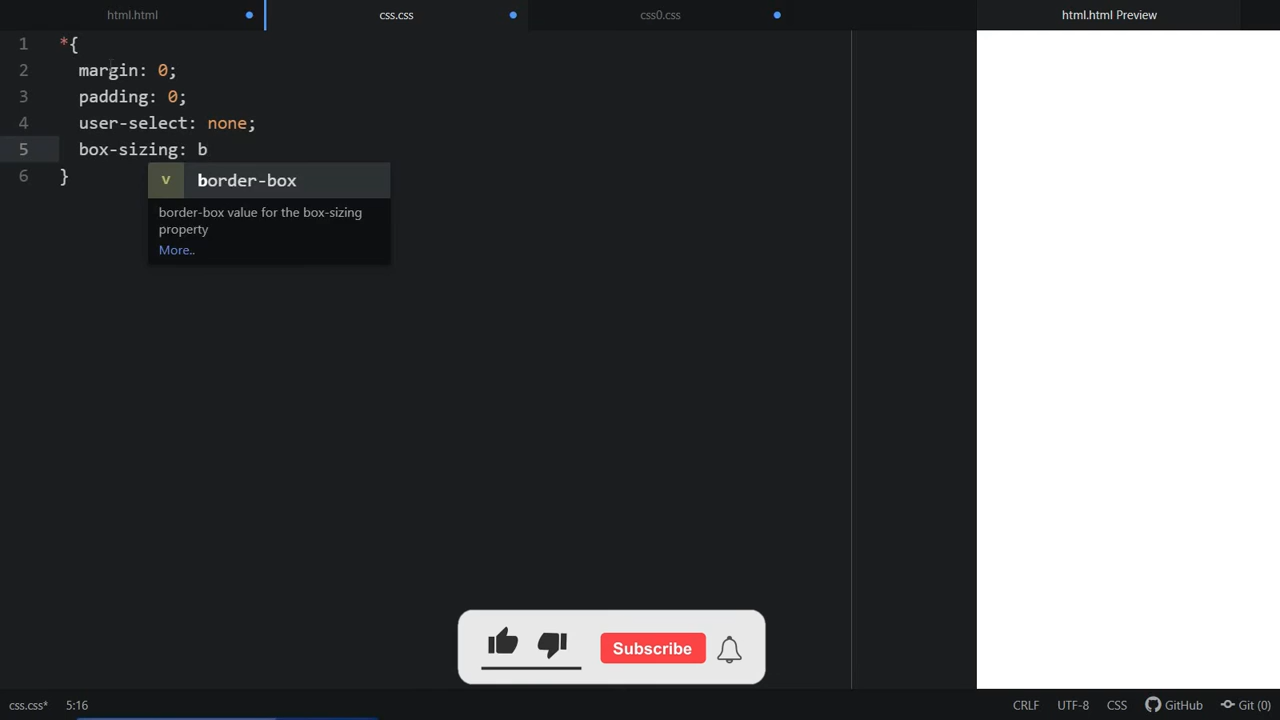 html.html
css.css
css0.css
html.html Preview
1 *{
2 margin: 0;
3 padding: 0;
4 user-select: none;
5 box-sizing: b
6 }
v border-box
border-box value for the box-sizing
property
More..
Subscribe
css.css* 5:16 CRLF UTF-8 CSS GitHub Git (0)